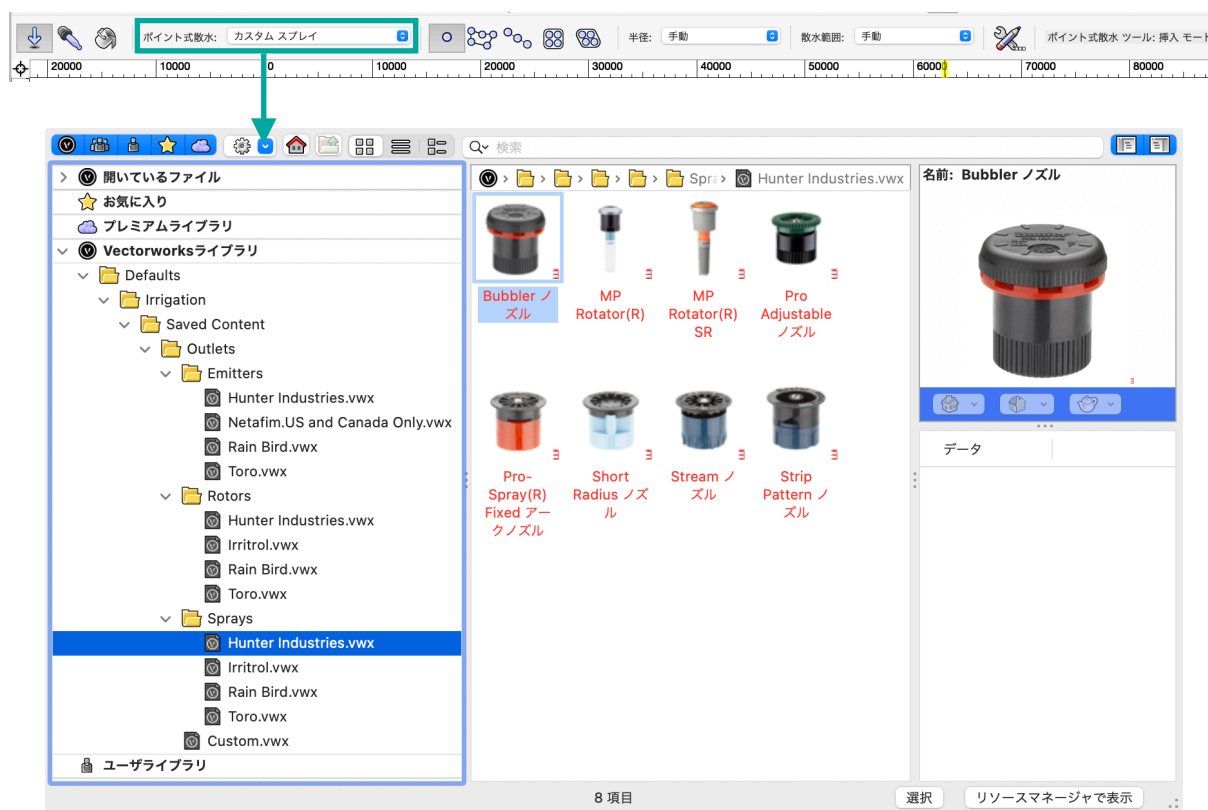 ポイント式散水: カスタム スプレイ
半径: 手動
散水範囲: 手動
ポイント式散水 ツール: 挿入 モー
20000 10000 0 10000 20000 30000 40000 50000 60000 70000 80000
検索
開いているファイル
お気に入り
プレミアムライブラリ
Vectorworksライブラリ
Defaults
Irrigation
Saved Content
Outlets
Emitters
Hunter Industries.vwx
Netafim.US and Canada Only.vwx
Rain Bird.vwx
Toro.vwx
Rotors
Hunter Industries.vwx
Irritrol.vwx
Rain Bird.vwx
Toro.vwx
Sprays
Hunter Industries.vwx
Irritrol.vwx
Rain Bird.vwx
Toro.vwx
Custom.vwx
ユーザライブラリ
Spra Hunter Industries.vwx
Bubbler ノ
ズル
MP
Rotator(R)
MP
Rotator(R)
SR
Pro
Adjustable
ノズル
Pro-
Spray(R)
Fixed アー
クノズル
Short
Radius ノズ
ル
Stream ノ
ズル
Strip
Pattern ノ
ズル
名前: Bubbler ノズル
データ
8 項目
選択
リソースマネージャで表示